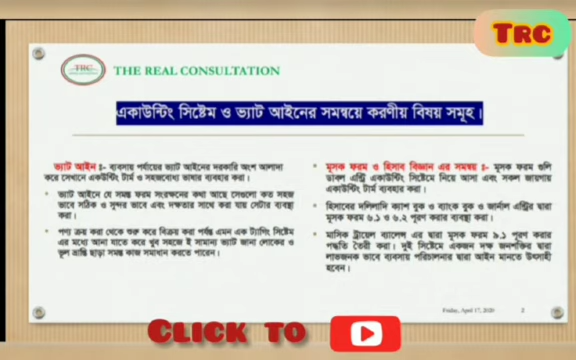 TRC
TRC
THE REAL CONSULTATION
একাউন্টিং সিষ্টেম ও ভ্যাট আইনের সমন্বয়ে করণীয় বিষয় সমূহ।
ভ্যাট আইন ঃ- ব্যবসায় পর্যায়ের ভ্যাট আইনের দরকারি অংশ আলাদা
করে সেখানে একাউন্টিং টার্ম ও সহজবোধ্য ভাষার ব্যবহার করা।
• ভ্যাট আইনে যে সমস্ত ফরম সংরক্ষনের কথা আছে সেগুলো কত সহজ
ভাবে সঠিক ও সুন্দর ভাবে এবং দক্ষতার সাথে করা যায় সেটার ব্যবস্থা
করা।
• পণ্য ক্রয় করা থেকে শুরু করে বিক্রয় করা পর্যন্ত এমন এক ট্যাগিং সিষ্টেম
এর মধ্যে আনা যাতে করে খুব সহজে ই সামান্য ভ্যাট জানা লোকের ও
ভুল ভ্রান্তি ছাড়া সমস্ত কাজ সমাধান করতে পারেন।
• মূসক ফরম ও হিসাব বিজ্ঞান এর সমন্বয় ঃ- মূসক ফরম গুলি
ডাবল এন্ট্রি একাউন্টিং সিষ্টেমে নিয়ে আসা এবং সকল জায়গায়
একাউন্টিং টার্ম ব্যবহার করা।
• হিসাবের দলিলাদি ক্যাশ বুক ও ব্যাংক বুক ও জার্নাল এন্ট্রির দ্বারা
মূসক ফরম ৬.১ ও ৬.২ পূরণ করার ব্যবস্থা করা।
• মাসিক ট্রায়েল ব্যালেন্স এর দ্বারা মূসক ফরম ৯.১ পূরণ করার
পদ্ধতি তৈরী করা। দুই সিষ্টেমে একজন দক্ষ জনশক্তির দ্বারা
লাভজনক ভাবে ব্যবসায় পরিচালনার দ্বারা আইন মানতে উৎসাহী
হবেন।
Friday, April 17, 2020
2
CLICK TO